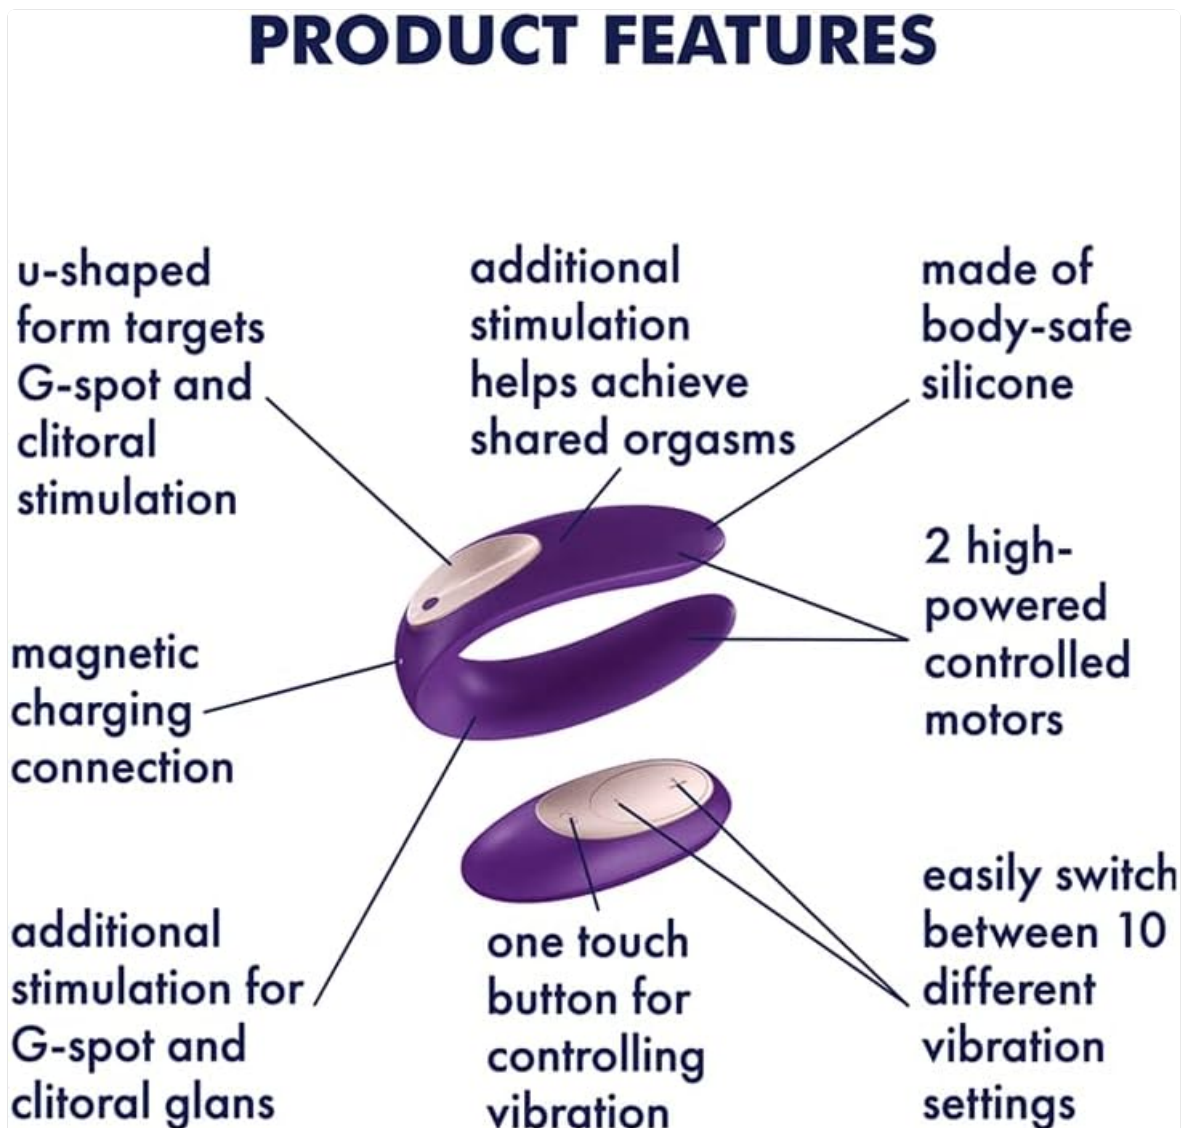 PRODUCT FEATURES
u-shaped
form targets
G-spot and
clitoral
stimulation
additional
stimulation
helps achieve
shared orgasms
made of
body-safe
silicone
2 high-
powered
controlled
motors
magnetic
charging
connection
additional
stimulation for
G-spot and
clitoral glans
one touch
button for
controlling
vibration
easily switch
between 10
different
vibration
settings